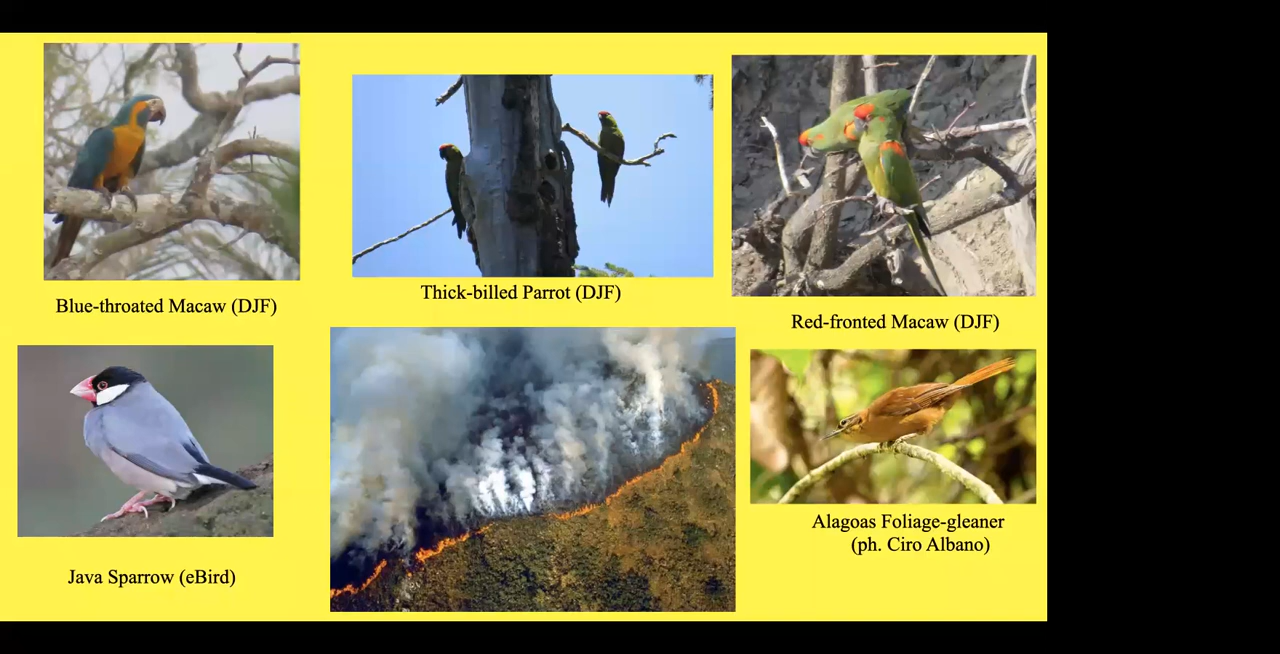 Blue-throated Macaw (DJF)
Thick-billed Parrot (DJF)
Red-fronted Macaw (DJF)
Java Sparrow (eBird)
Alagoas Foliage-gleaner
(ph. Ciro Albano)